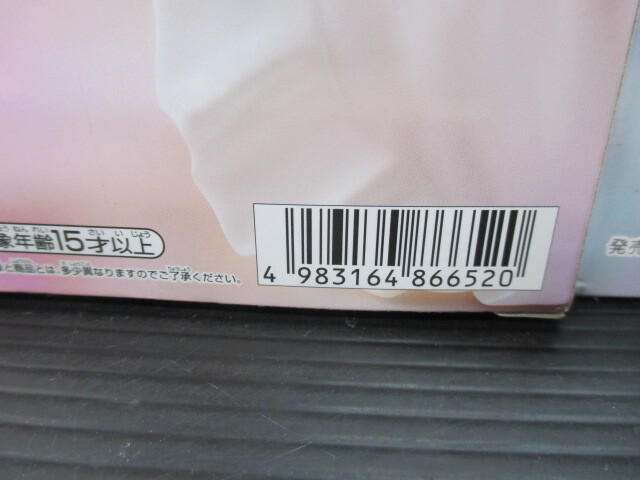 象年齢15才以上
と商品とは、多少異なりますのでご了承ください。
4 983164 866520
発売